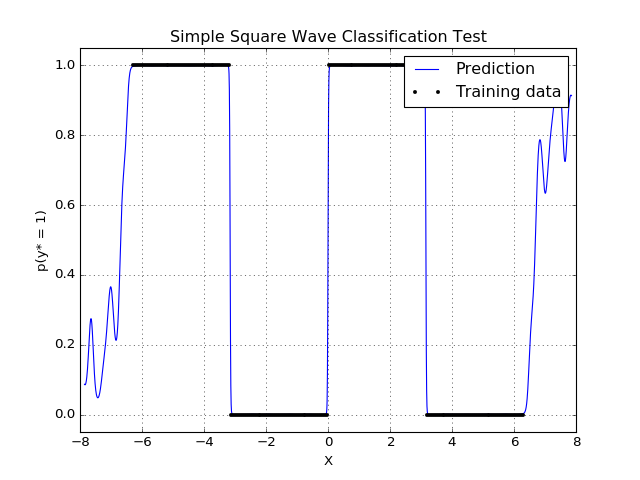 Simple Square Wave Classification Test
Prediction
Training data
1.0
0.8
0.6
0.4
0.2
0.0
p(y* = 1)
−8 −6 −4 −2 0 2 4 6 8
X